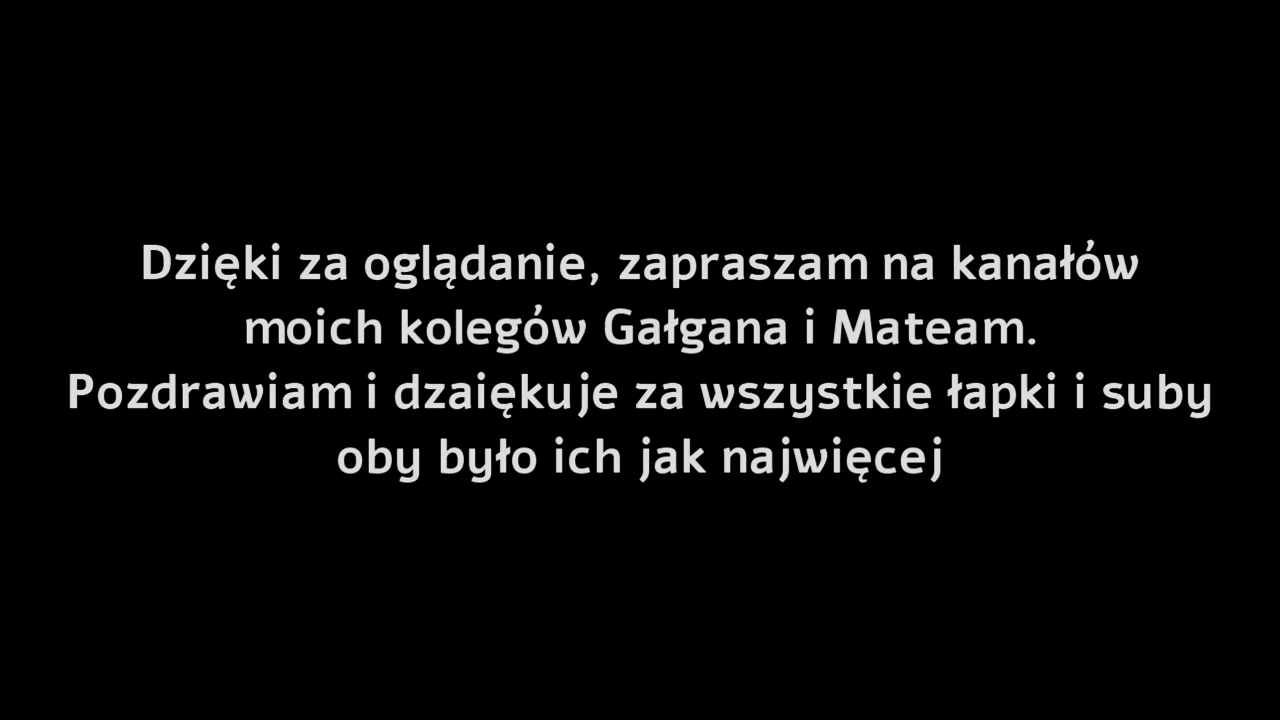 Dzięki za oglądanie, zapraszam na kanałów
moich kolegów Gałgana i Mateam.
Pozdrawiam i dzaiękuje za wszystkie łapki i suby
oby było ich jak najwięcej